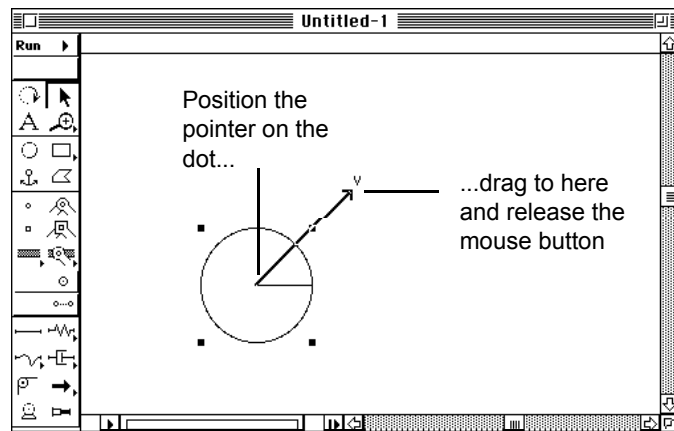 Untitled-1
Run
Position the
pointer on the
dot...
V
...drag to here
and release the
mouse button
A